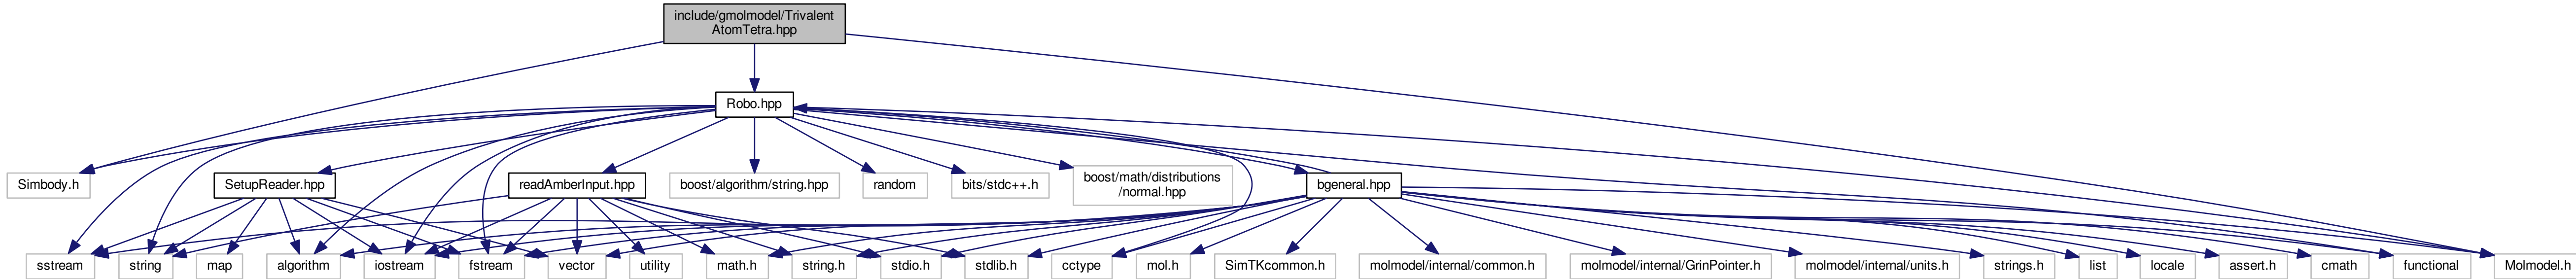 include/gmolmodel/Trivalent
AtomTetra.hpp
Robo.hpp
Simbody.h
SetupReader.hpp
readAmberInput.hpp
boost/algorithm/string.hpp
random
bits/stdc++.h
boost/math/distributions
/normal.hpp
bgeneral.hpp
sstream
string
map
algorithm
iostream
fstream
vector
utility
math.h
string.h
stdio.h
stdlib.h
cctype
mol.h
SimTKcommon.h
molmodel/internal/common.h
molmodel/internal/GrinPointer.h
molmodel/internal/units.h
strings.h
list
locale
assert.h
cmath
functional
Molmodel.h